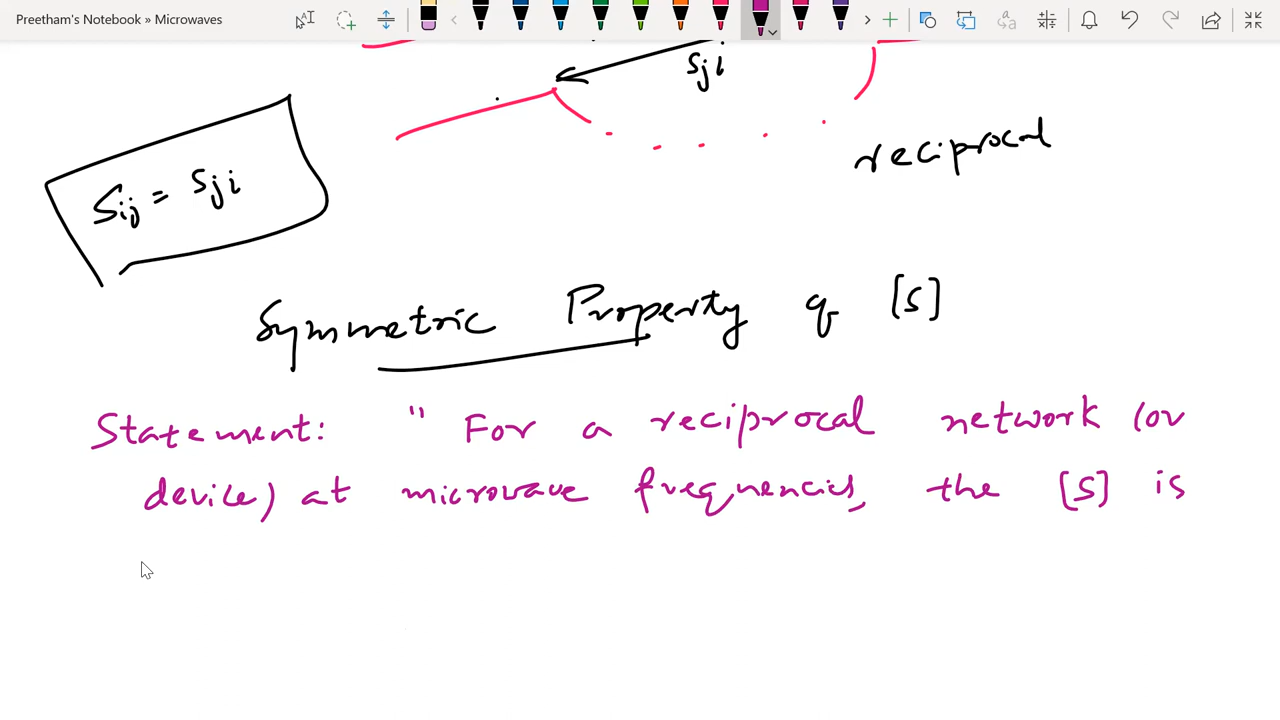 Preetham's Notebook » Microwaves
Sji
reciprocal
Sij = Sji
Symmetric Property of [S]
Statement: " For a reciprocal network (or
device) at microwave frequencies, the [S] is